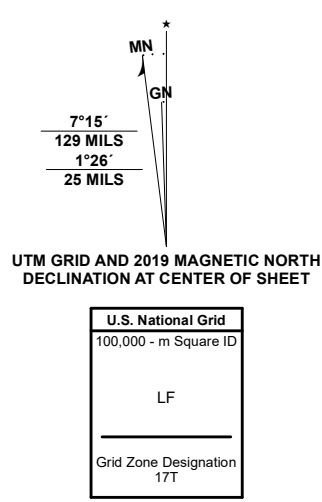 MN
GN
7°15´
129 MILS
1°26´
25 MILS
UTM GRID AND 2019 MAGNETIC NORTH
DECLINATION AT CENTER OF SHEET
U.S. National Grid
100,000 - m Square ID
LF
Grid Zone Designation
17T